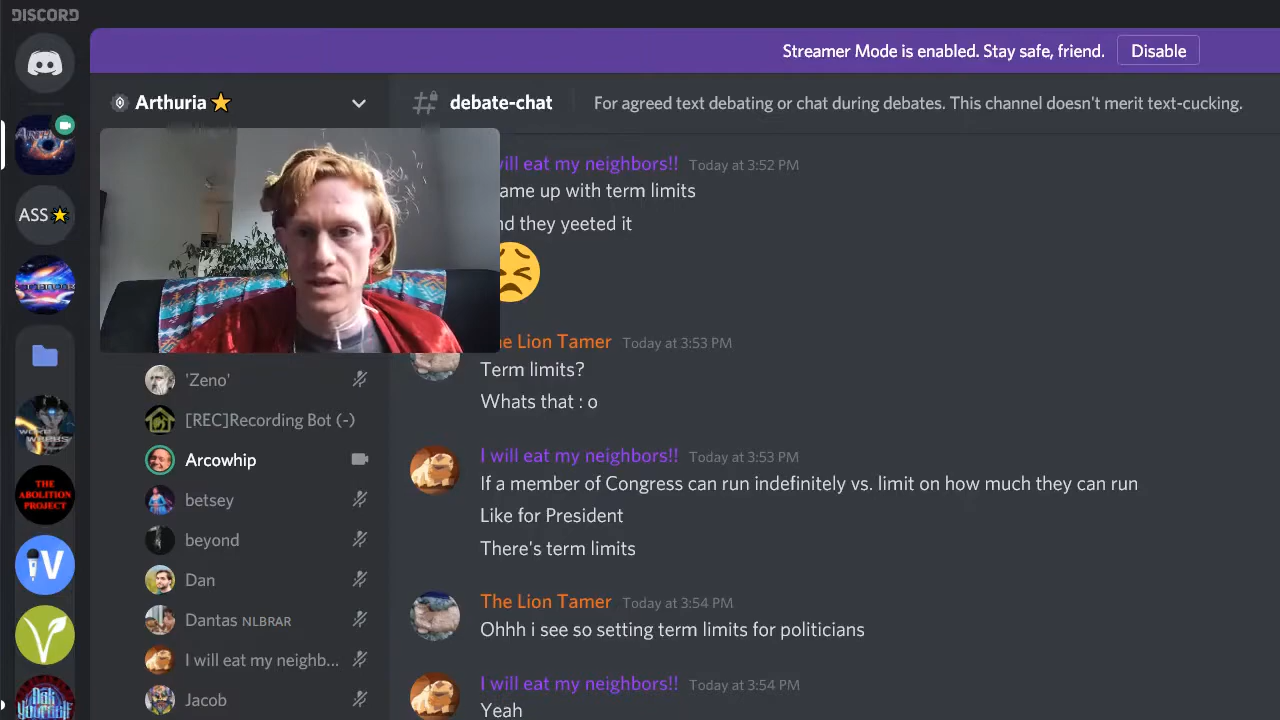 DISCORD
Streamer Mode is enabled. Stay safe, friend. Disable
Arthuria
debate-chat
For agreed text debating or chat during debates. This channel doesn't merit text-cucking.
ASS
THE ABOLITION PROJECT
V
'Zeno'
[REC]Recording Bot (-)
Arcowhip
betsey
beyond
Dan
Dantas NLBRAR
I will eat my neighb...
Jacob
will eat my neighbors!! Today at 3:52 PM
ame up with term limits
nd they yeeted it
he Lion Tamer Today at 3:53 PM
Term limits?
Whats that : o
I will eat my neighbors!! Today at 3:53 PM
If a member of Congress can run indefinitely vs. limit on how much they can run
Like for President
There's term limits
The Lion Tamer Today at 3:54 PM
Ohhh i see so setting term limits for politicians
I will eat my neighbors!! Today at 3:54 PM
Yeah